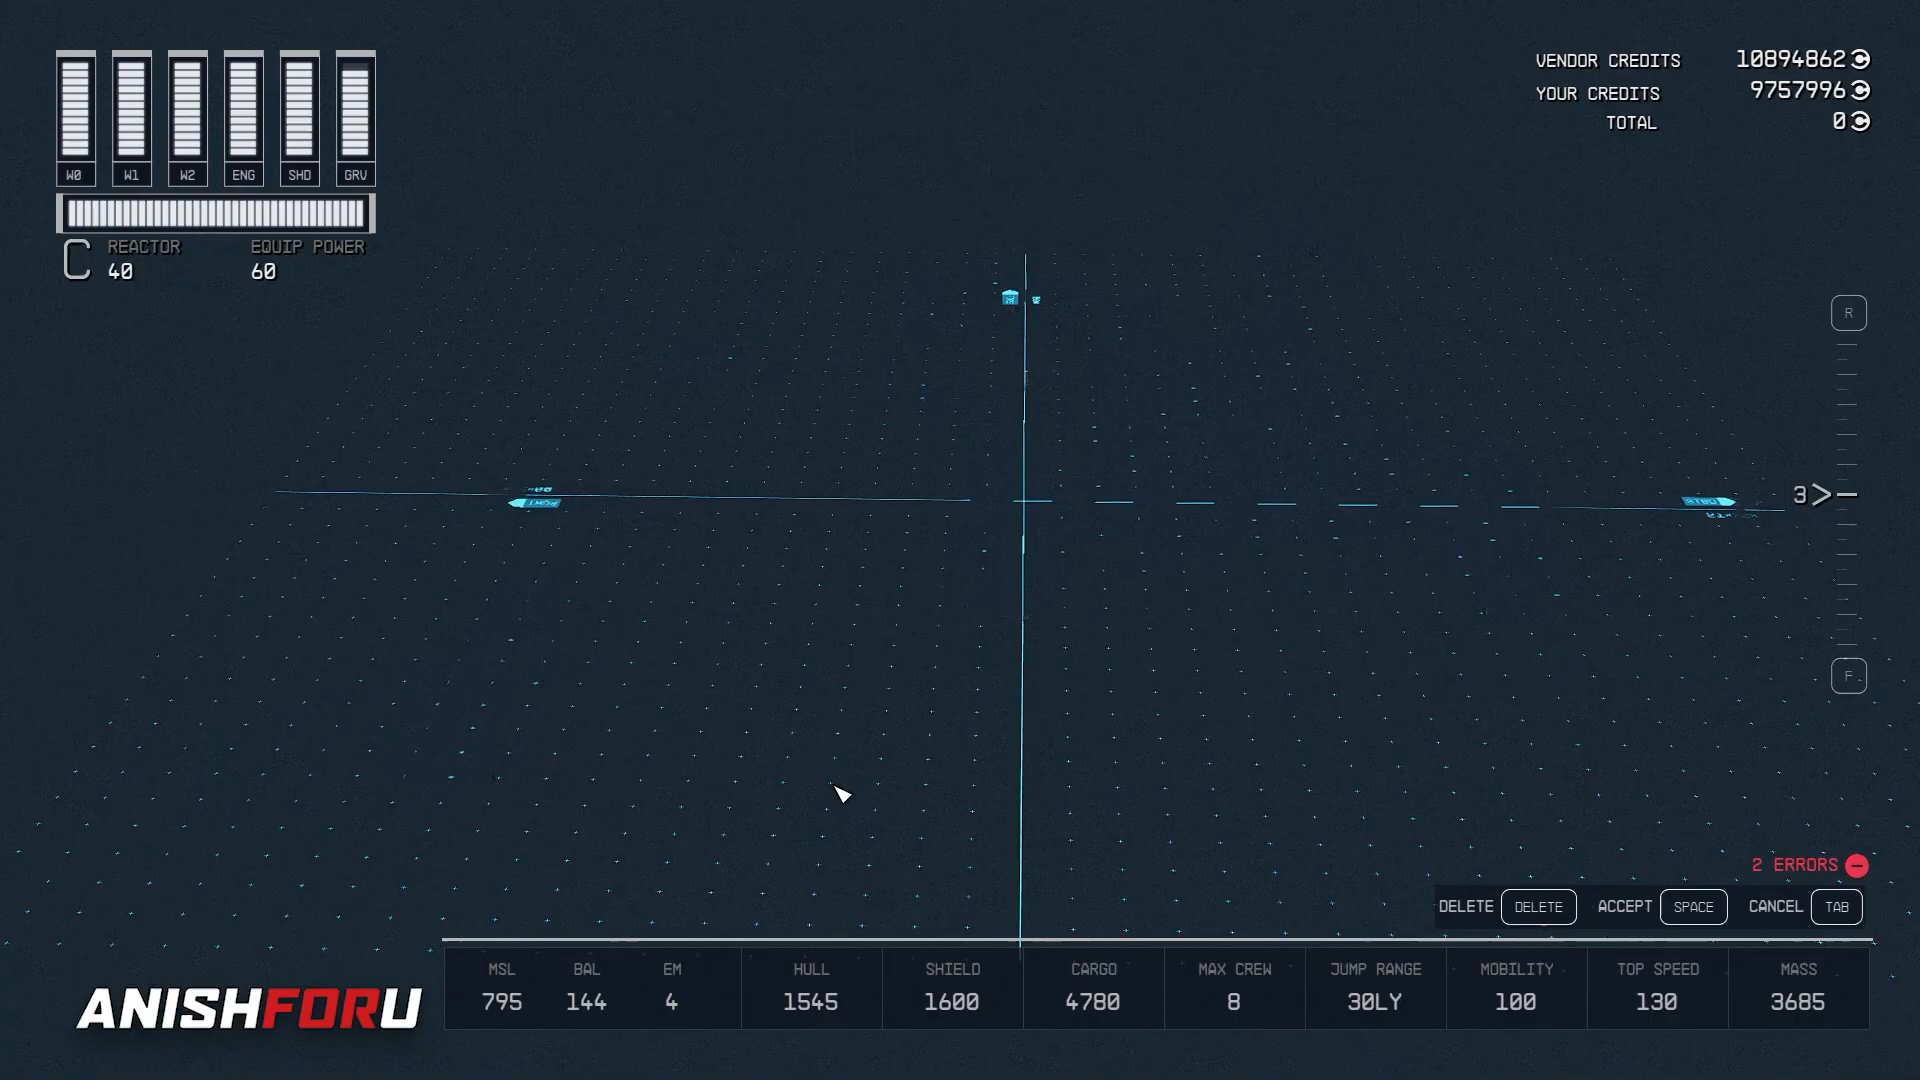 VENDOR CREDITS 10894862
YOUR CREDITS 9757996
TOTAL 0
W0 W1 W2 ENG SHD GRV
C REACTOR EQUIP POWER
40 60
R
3
F
2 ERRORS
DELETE DELETE ACCEPT SPACE CANCEL TAB
MSL BAL EM HULL SHIELD CARGO MAX CREW JUMP RANGE MOBILITY TOP SPEED MASS
795 144 4 1545 1600 4780 8 30LY 100 130 3685
ANISHFORU